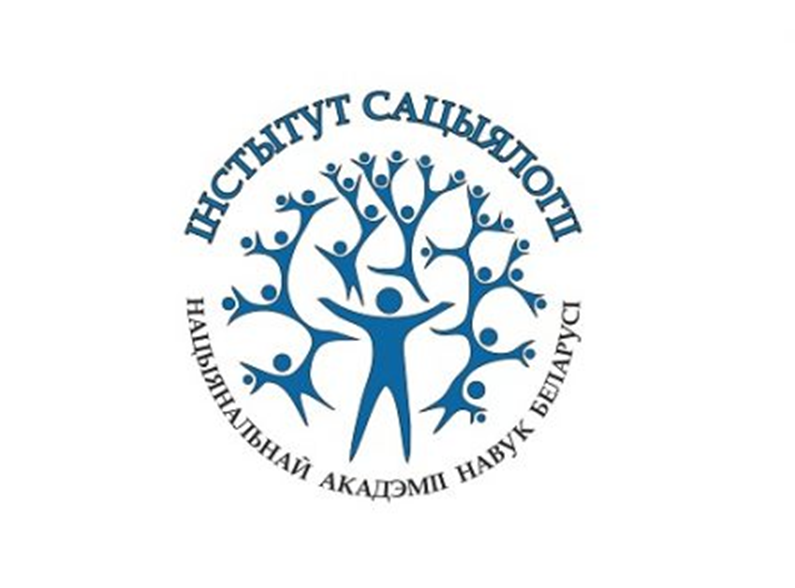 ІНСТЫТУТ САЦЫЯЛОГІІ
НАЦЫЯНАЛЬНАЙ АКАДЭМІІ НАВУК БЕЛАРУСІ